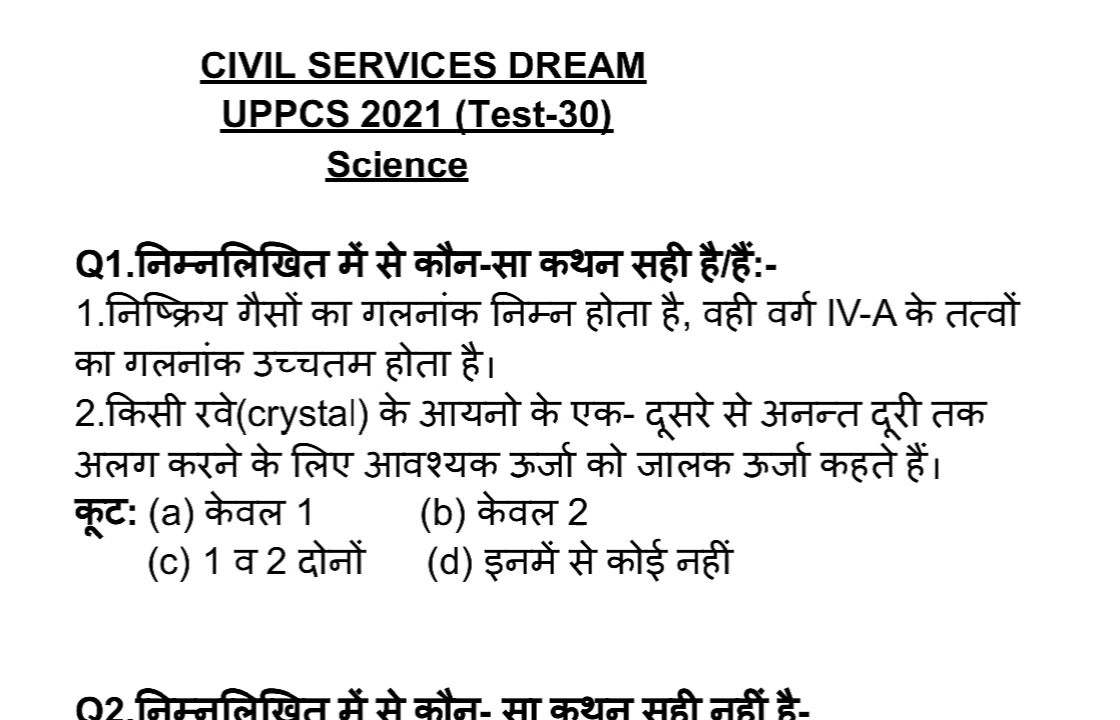 CIVIL SERVICES DREAM
UPPCS 2021 (Test-30)
Science
Q1.निम्नलिखित में से कौन-सा कथन सही है/हैं:-
1.निष्क्रिय गैसों का गलनांक निम्न होता है, वही वर्ग IV-A के तत्वों
का गलनांक उच्चतम होता है।
2.किसी रवे(crystal) के आयनो के एक- दूसरे से अनन्त दूरी तक
अलग करने के लिए आवश्यक ऊर्जा को जालक ऊर्जा कहते हैं।
कूट: (a) केवल 1 (b) केवल 2
(c) 1 व 2 दोनों (d) इनमें से कोई नहीं
Q2.निम्नलिखित में से कौन- सा कथन सही नहीं है-